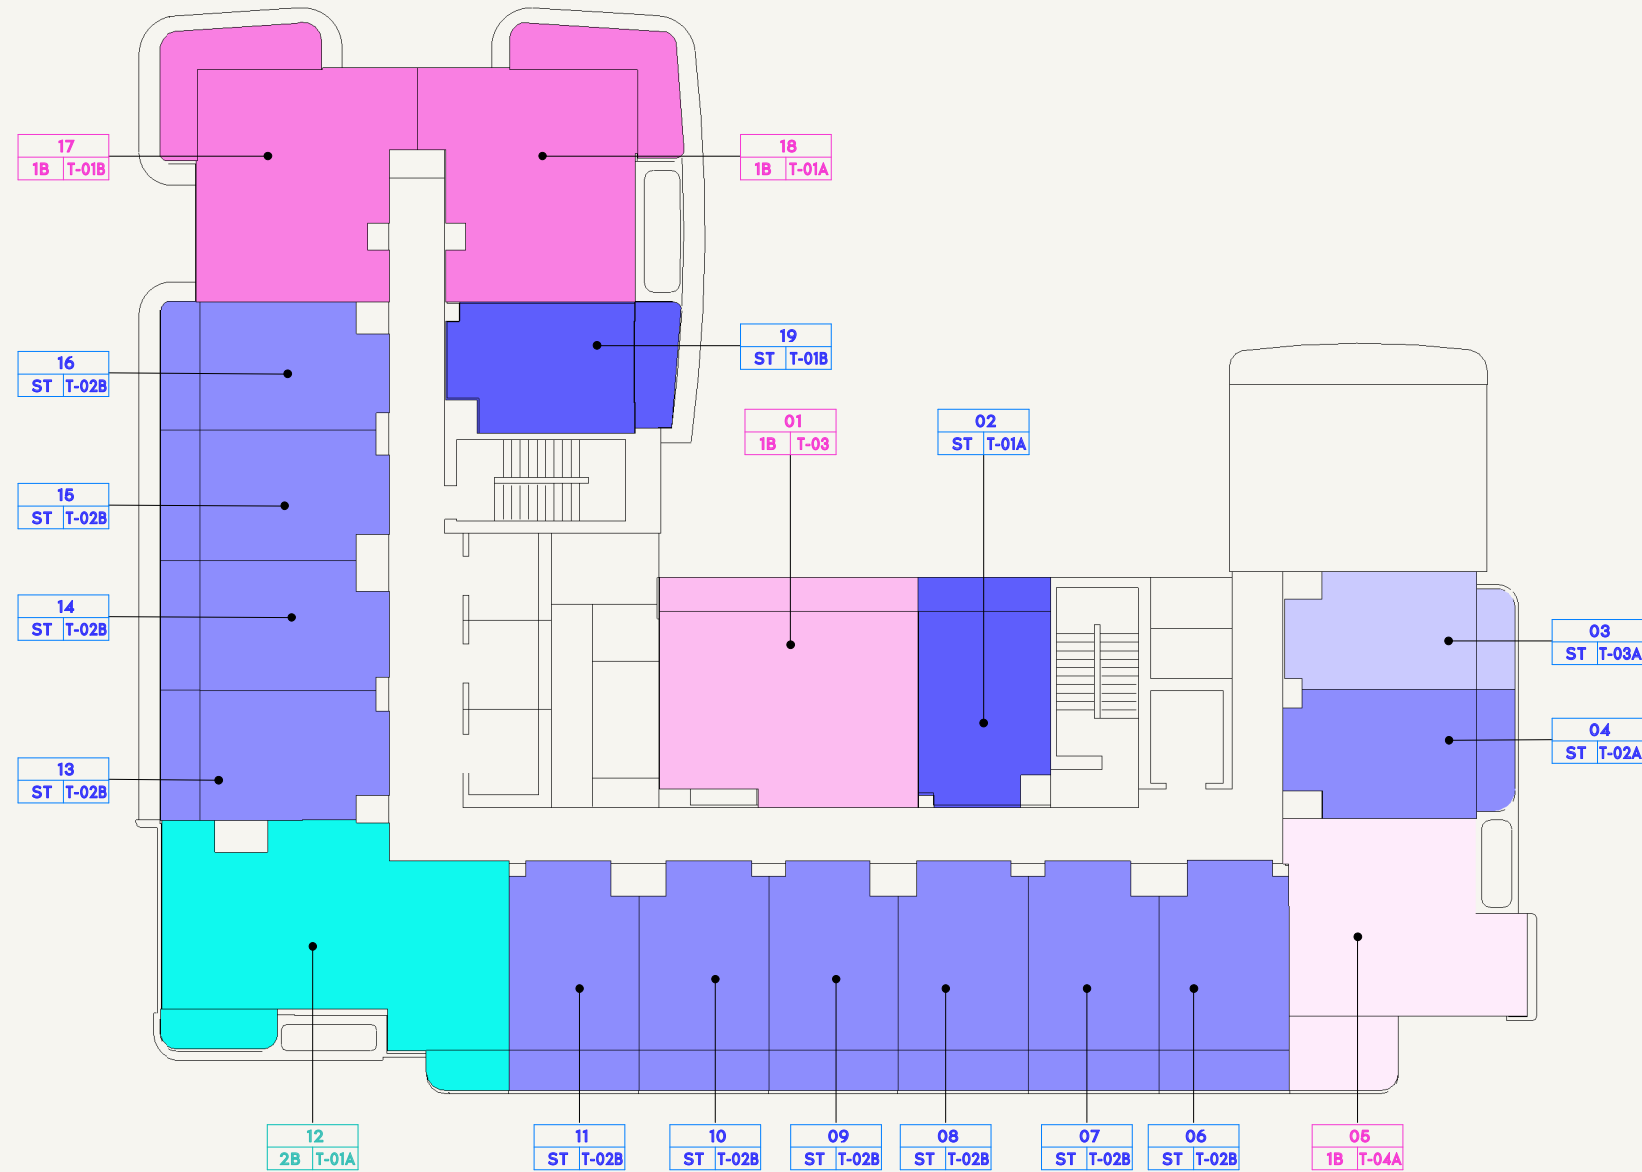 17
1B T-01B
18
1B T-01A
19
ST T-01B
16
ST T-02B
01
1B T-03
02
ST T-01A
15
ST T-02B
14
ST T-02B
03
ST T-03A
04
ST T-02A
13
ST T-02B
12
2B T-01A
11
ST T-02B
10
ST T-02B
09
ST T-02B
08
ST T-02B
07
ST T-02B
06
ST T-02B
05
1B T-04A